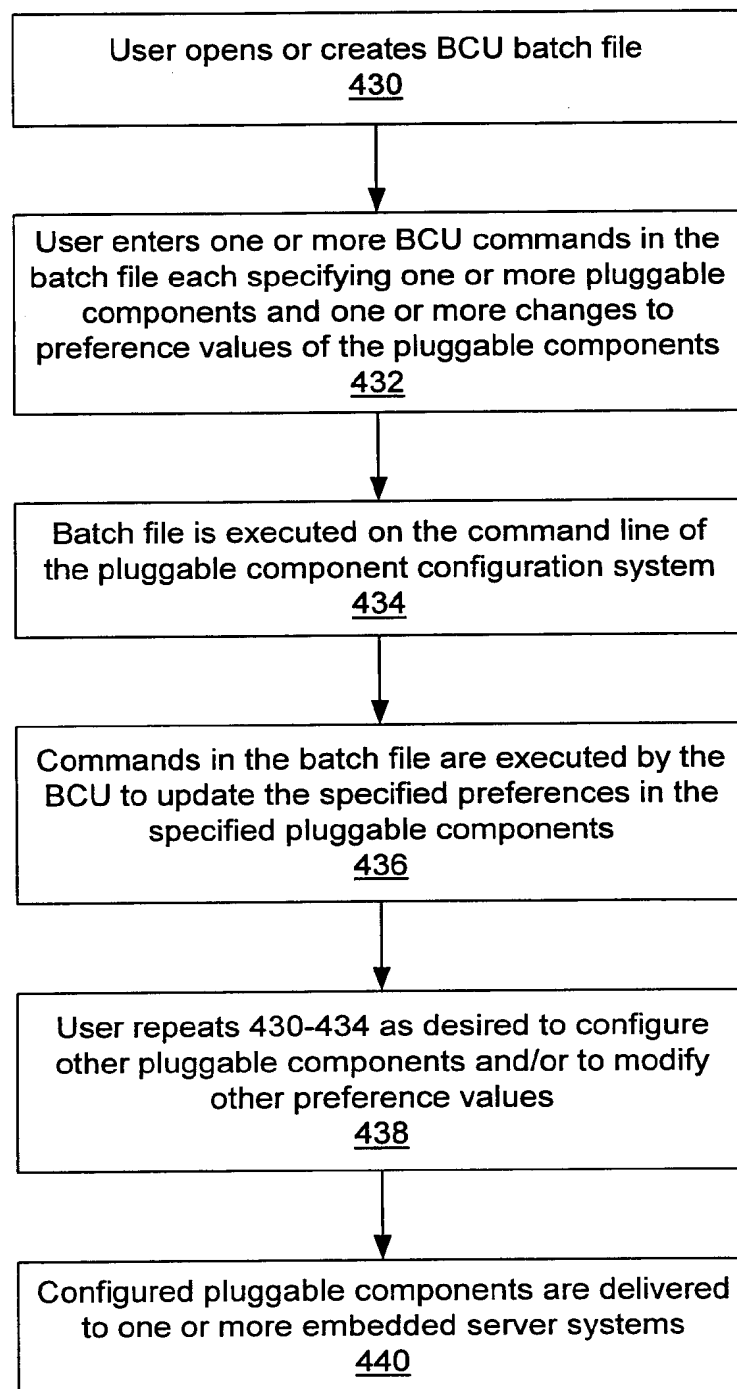 User opens or creates BCU batch file
430
User enters one or more BCU commands in the
batch file each specifying one or more pluggable
components and one or more changes to
preference values of the pluggable components
432
Batch file is executed on the command line of
the pluggable component configuration system
434
Commands in the batch file are executed by the
BCU to update the specified preferences in the
specified pluggable components
436
User repeats 430-434 as desired to configure
other pluggable components and/or to modify
other preference values
438
Configured pluggable components are delivered
to one or more embedded server systems
440